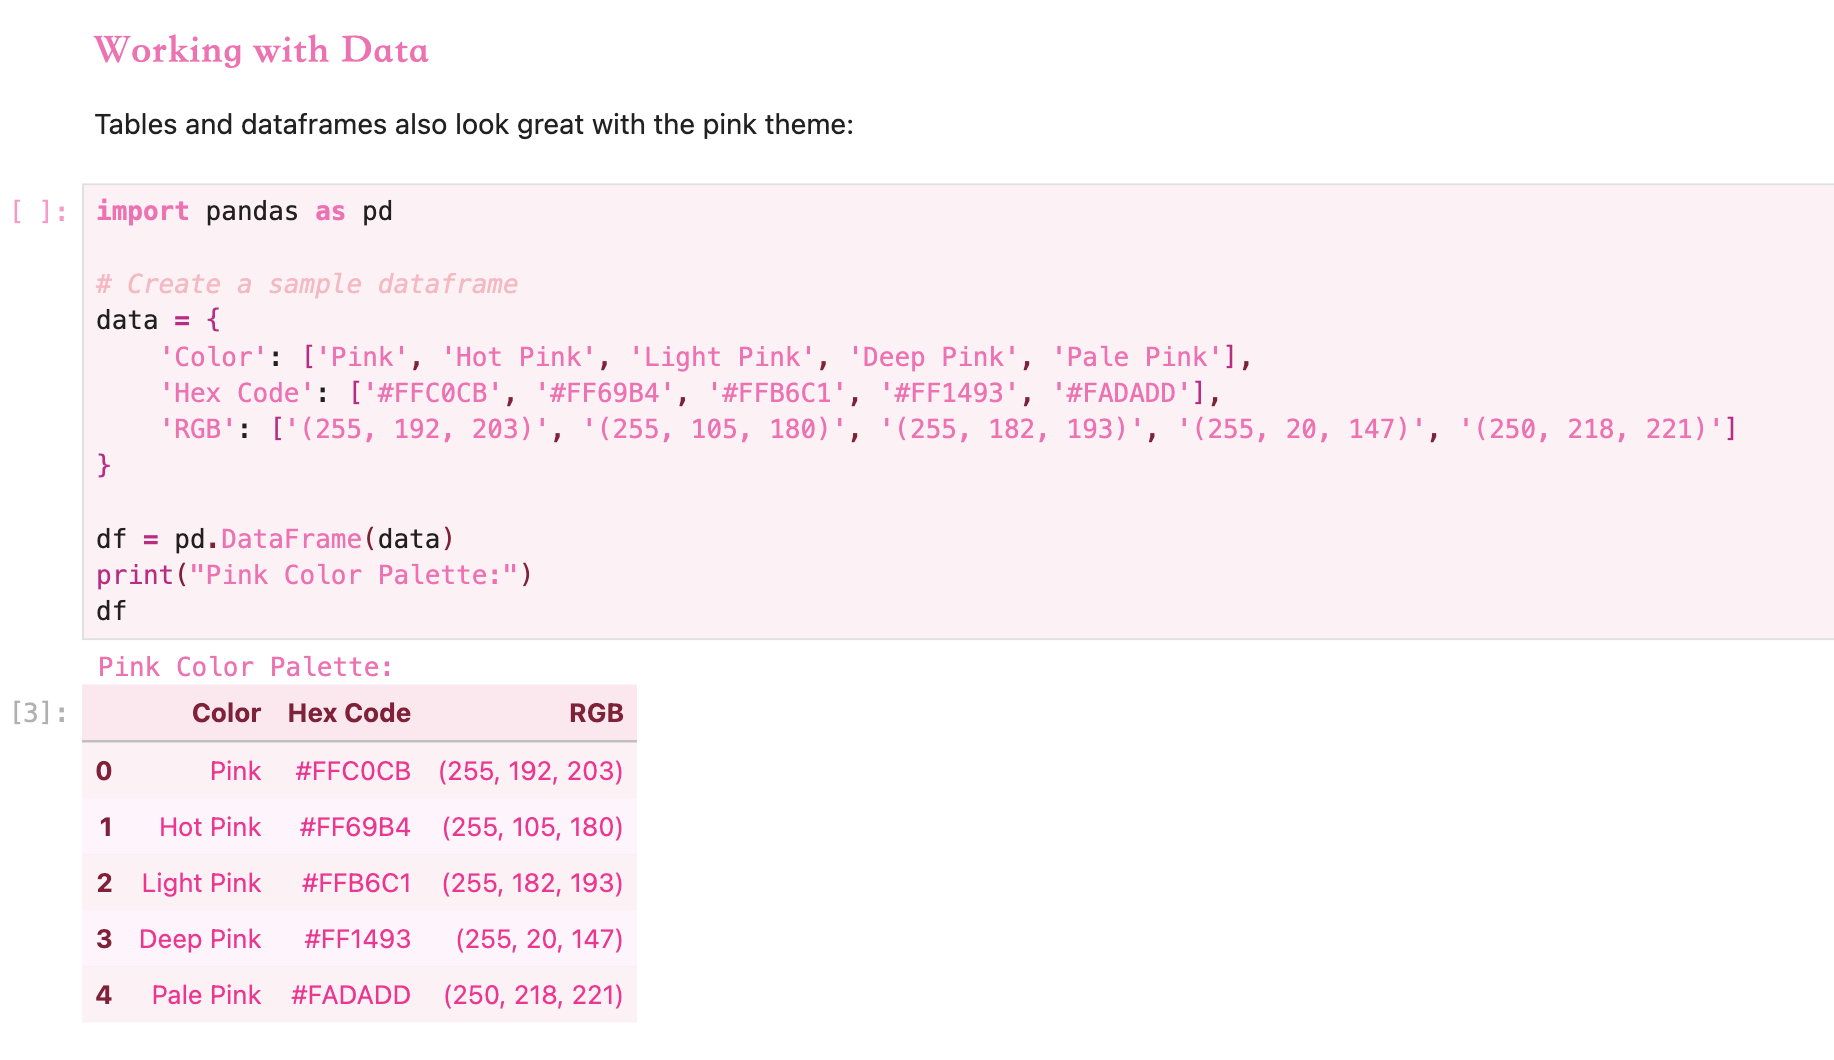 Working with Data
Tables and dataframes also look great with the pink theme:
[ ]: import pandas as pd
# Create a sample dataframe
data = {
    'Color': ['Pink', 'Hot Pink', 'Light Pink', 'Deep Pink', 'Pale Pink'],
    'Hex Code': ['#FFC0CB', '#FF69B4', '#FFB6C1', '#FF1493', '#FADADD'],
    'RGB': ['(255, 192, 203)', '(255, 105, 180)', '(255, 182, 193)', '(255, 20, 147)', '(250, 218, 221)']
}
df = pd.DataFrame(data)
print("Pink Color Palette:")
df
Pink Color Palette:
[3]: Color Hex Code RGB
0 Pink #FFC0CB (255, 192, 203)
1 Hot Pink #FF69B4 (255, 105, 180)
2 Light Pink #FFB6C1 (255, 182, 193)
3 Deep Pink #FF1493 (255, 20, 147)
4 Pale Pink #FADADD (250, 218, 221)